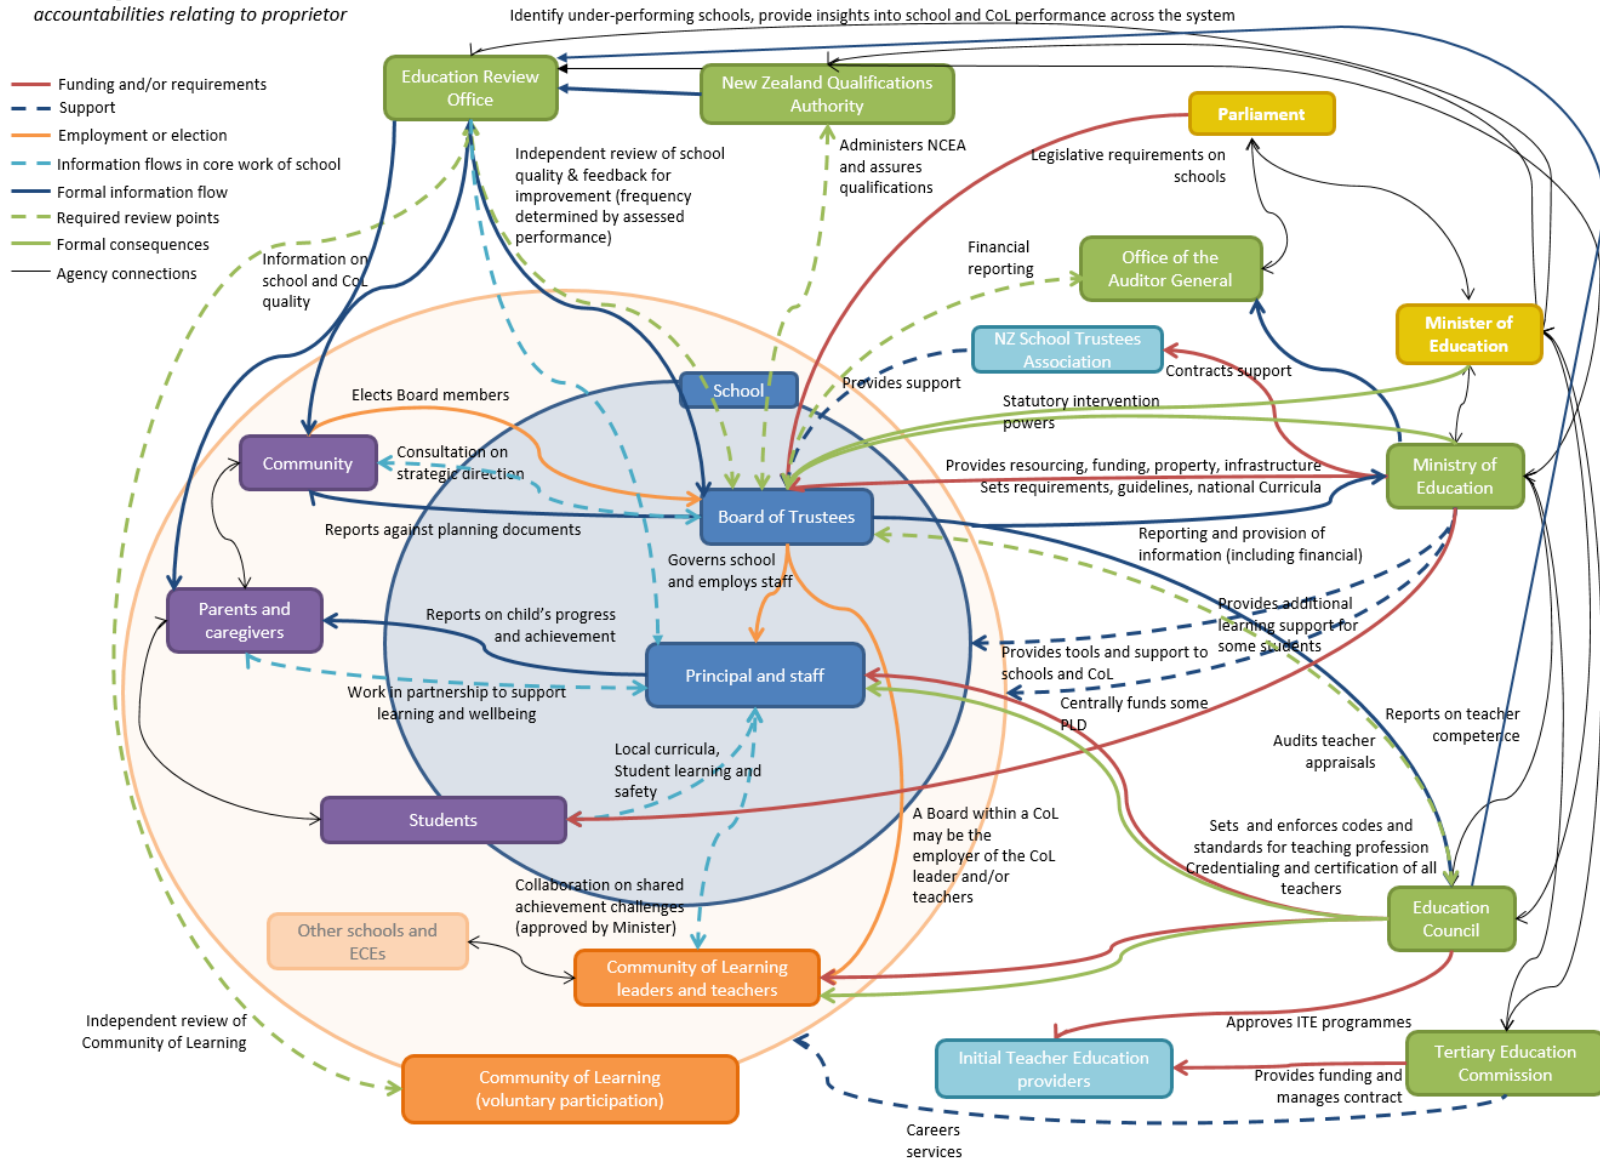 accountabilities relating to proprietor
Identify under-performing schools, provide insights into school and CoL performance across the system
Funding and/or requirements
Support
Employment or election
Information flows in core work of school
Formal information flow
Required review points
Formal consequences
Agency connections
Education Review
Office
New Zealand Qualifications
Authority
Parliament
Independent review of school
quality & feedback for
improvement (frequency
determined by assessed
performance)
Administers NCEA
and assures
qualifications
Legislative requirements on
schools
Information on
school and CoL
quality
Financial
reporting
Office of the
Auditor General
Minister of
Education
NZ School Trustees
Association
Contracts support
Provides support
School
Elects Board members
Statutory intervention
powers
Community
Consultation on
strategic direction
Provides resourcing, funding, property, infrastructure
Sets requirements, guidelines, national Curricula
Ministry of
Education
Board of Trustees
Reports against planning documents
Reporting and provision of
information (including financial)
Governs school
and employs staff
Parents and
caregivers
Reports on child's progress
and achievement
Provides additional
learning support for
some students
Provides tools and support to
schools and CoL
Principal and staff
Work in partnership to support
learning and wellbeing
Centrally funds some
PLD
Reports on teacher
competence
Audits teacher
appraisals
Local curricula,
Student learning and
safety
Students
A Board within a CoL
may be the
employer of the CoL
leader and/or
teachers
Sets and enforces codes and
standards for teaching profession
Credentialing and certification of all
teachers
Collaboration on shared
achievement challenges
(approved by Minister)
Education
Council
Other schools and
ECEs
Community of Learning
leaders and teachers
Independent review of
Community of Learning
Approves ITE programmes
Initial Teacher Education
providers
Tertiary Education
Commission
Provides funding and
manages contract
Community of Learning
(voluntary participation)
Careers
services